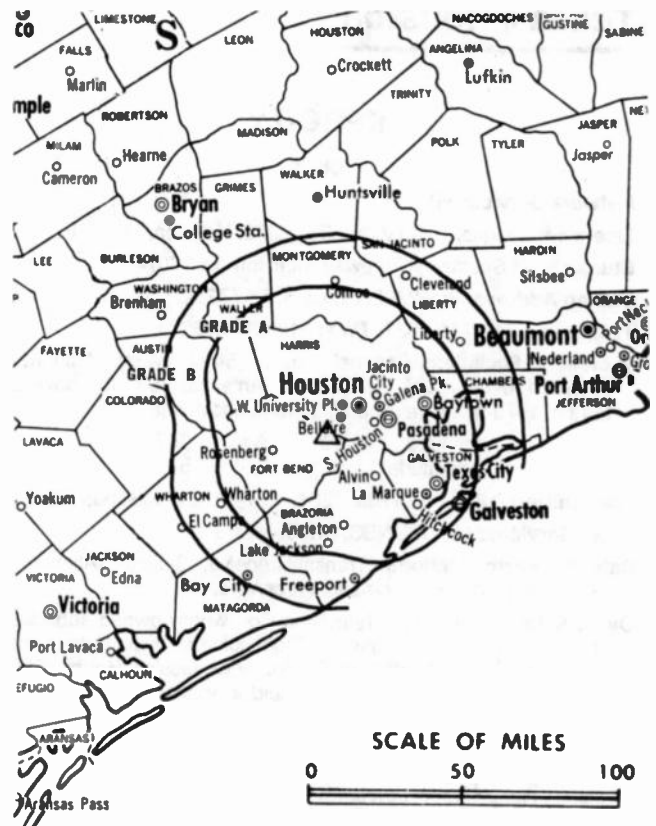 CO
LIMESTONE
S
FALLS
Marlin
LEON
HOUSTON
Crockett
NACOGDOCHES
GUSTINE
SABINE
ANGELINA
Lufkin
mple
ROBERTSON
TRINITY
MADISON
POLK
TYLER
JASPER
Jasper
MILAM
Cameron
Hearne
BRAZOS
Bryan
College Sta.
GRIMES
WALKER
Huntsville
LEE
BURLESON
MONTGOMERY
SAN JACINTO
HARDIN
Silsbee
WASHINGTON
Brenham
Conroe
Cleveland
LIBERTY
ORANGE
WALLER
GRADE A
HARRIS
Liberty
Beaumont
Nederland
FAYETTE
AUSTIN
GRADE B
COLORADO
Houston
Jacinto
City
Galena Pk.
CHAMBERS
Port Arthur
JEFFERSON
W. University Pl.
Baytown
Bellaire
Pasadena
S. Houston
LAVACA
Rosenberg
FORT BEND
GALVESTON
Texas City
Alvin
La Marque
Galveston
Hitchcock
Yoakum
WHARTON
Wharton
El Campo
BRAZORIA
Angleton
Lake Jackson
JACKSON
Edna
Bay City
Freeport
VICTORIA
Victoria
MATAGORDA
Port Lavaca
CALHOUN
EFUGIO
ARANSAS
Aransas Pass
SCALE OF MILES
0 50 100